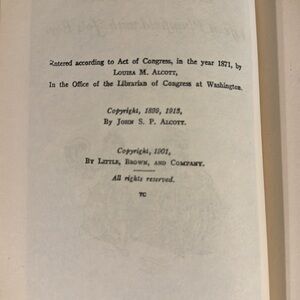 Entered according to Act of Congress, in the year 1871, by
LOUISA M. ALCOTT,
In the Office of the Librarian of Congress at Washington.
Copyright, 1899, 1913,
BY JOHN S. P. ALCOTT.
Copyright, 1901,
BY LITTLE, BROWN, AND COMPANY.
All rights reserved.